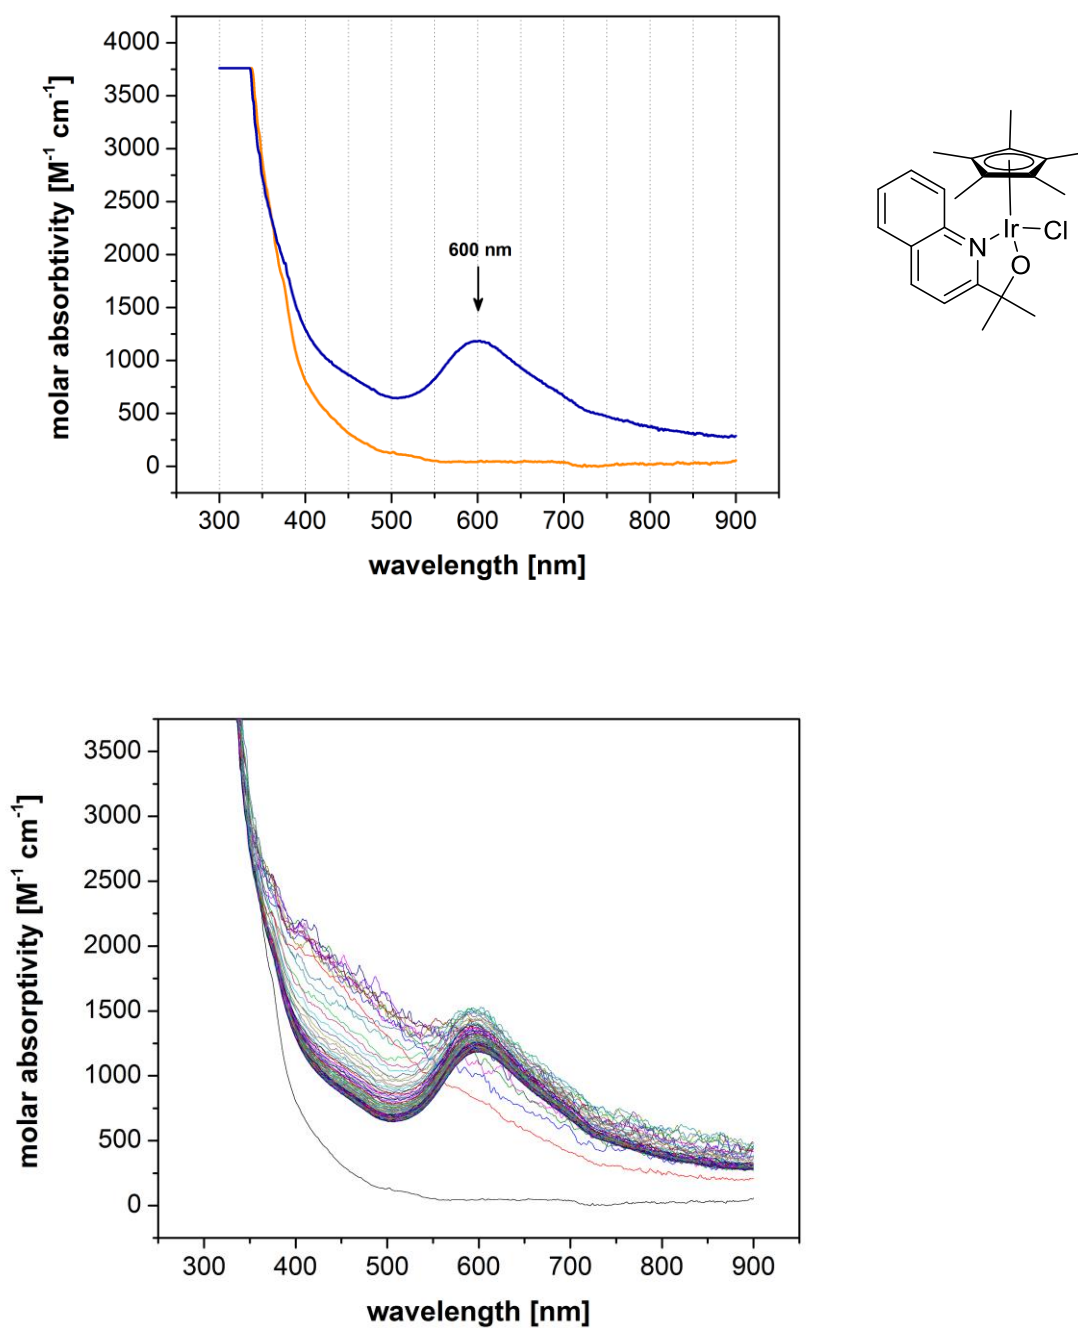 4000
3500
3000
2500
2000
1500
1000
500
0
molar absorbtivity [M⁻¹ cm⁻¹]
600 nm
300 400 500 600 700 800 900
wavelength [nm]
Ir
Cl
N
O
3500
3000
2500
2000
1500
1000
500
0
molar absorptivity [M⁻¹ cm⁻¹]
300 400 500 600 700 800 900
wavelength [nm]